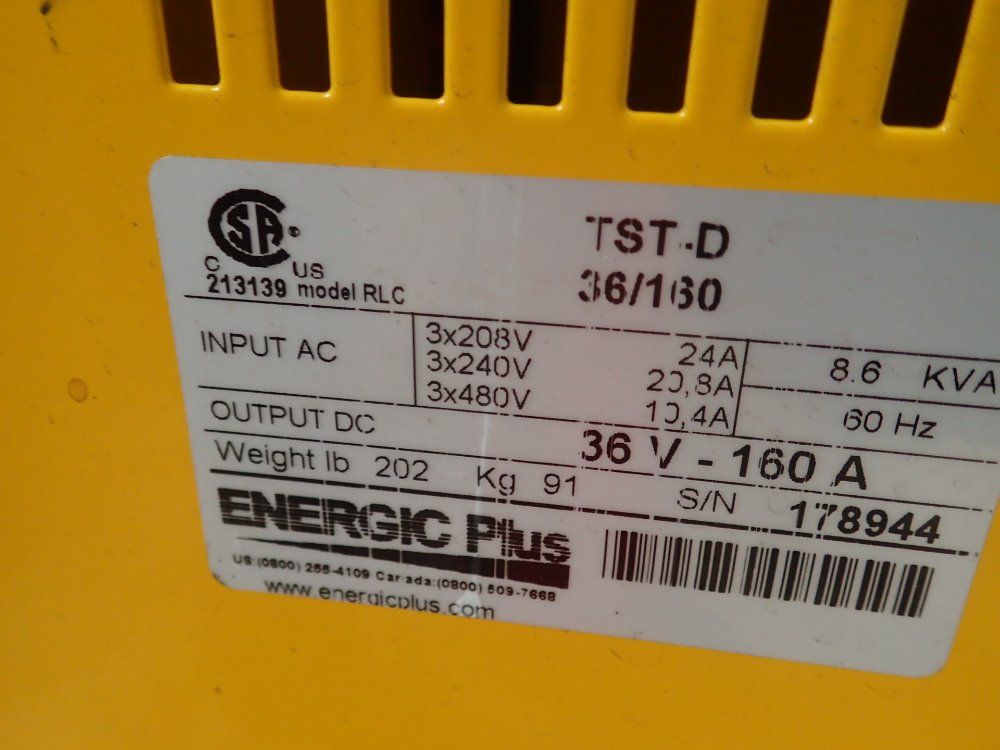 CSA
C US
213139 model RLC
TST-D
36/160
INPUT AC
3x208V 24A
3x240V 20,8A
3x480V 10,4A
8.6 KVA
60 Hz
OUTPUT DC 36 V - 160 A
Weight lb 202 Kg 91 S/N 178944
ENERGIC Plus
US:(0800) 256-4109 Canada:(0800) 509-7668
www.energicplus.com